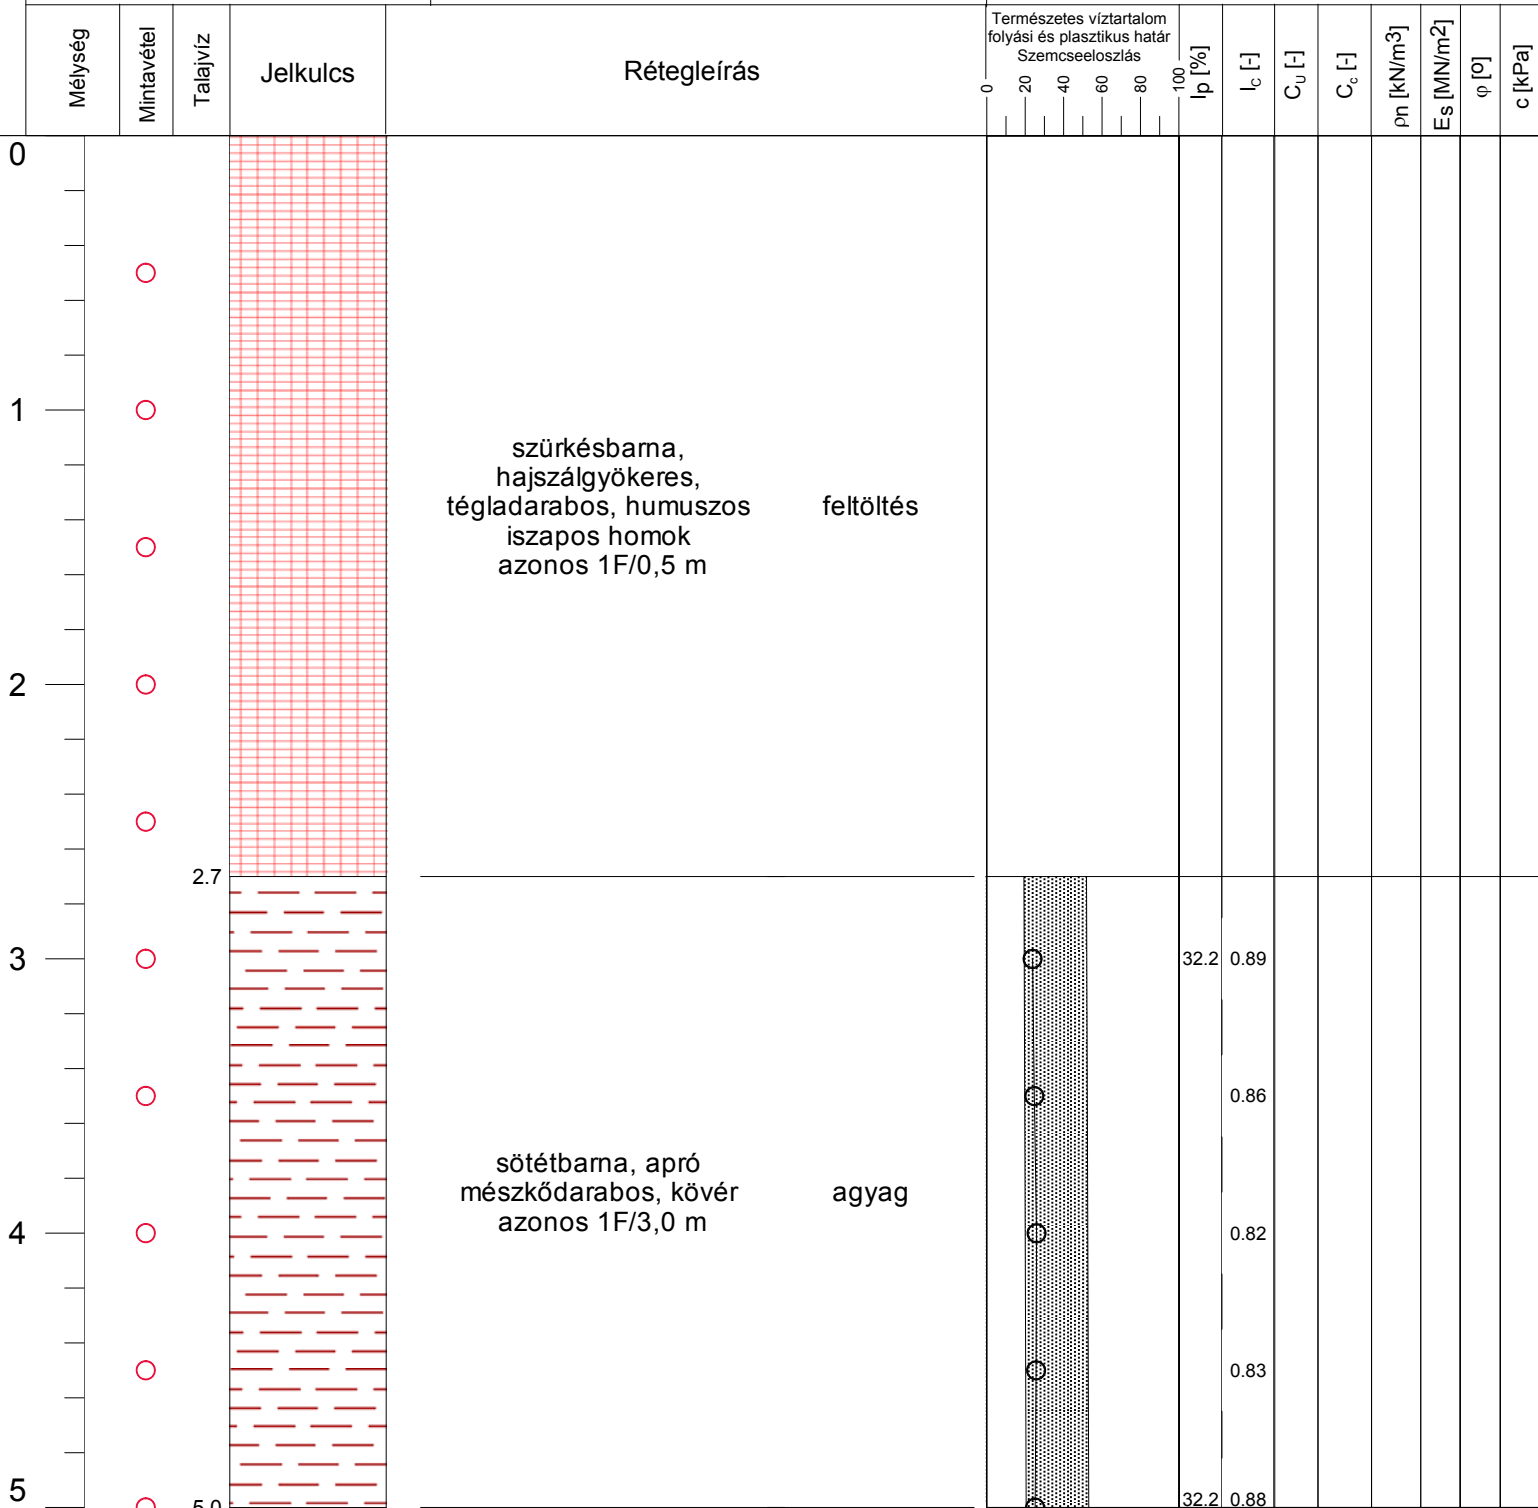 Mélység
Mintavétel
Talajvíz
Jelkulcs
Rétegleírás
Természetes víztartalom
folyási és plasztikus határ
Szemcseeloszlás
0 20 40 60 80 100
Ip [%]
Ic [-]
CU [-]
Cc [-]
ρn [kN/m3]
Es [MN/m2]
φ [º]
c [kPa]
0
1
szürkésbarna,
hajszálgyökeres,
tégladarabos, humuszos feltöltés
iszapos homok
azonos 1F/0,5 m
2
2.7
3 32.2 0.89
0.86
sötétbarna, apró
mészkődarabos, kövér agyag
azonos 1F/3,0 m
4 0.82
0.83
5 5.0 32.2 0.88